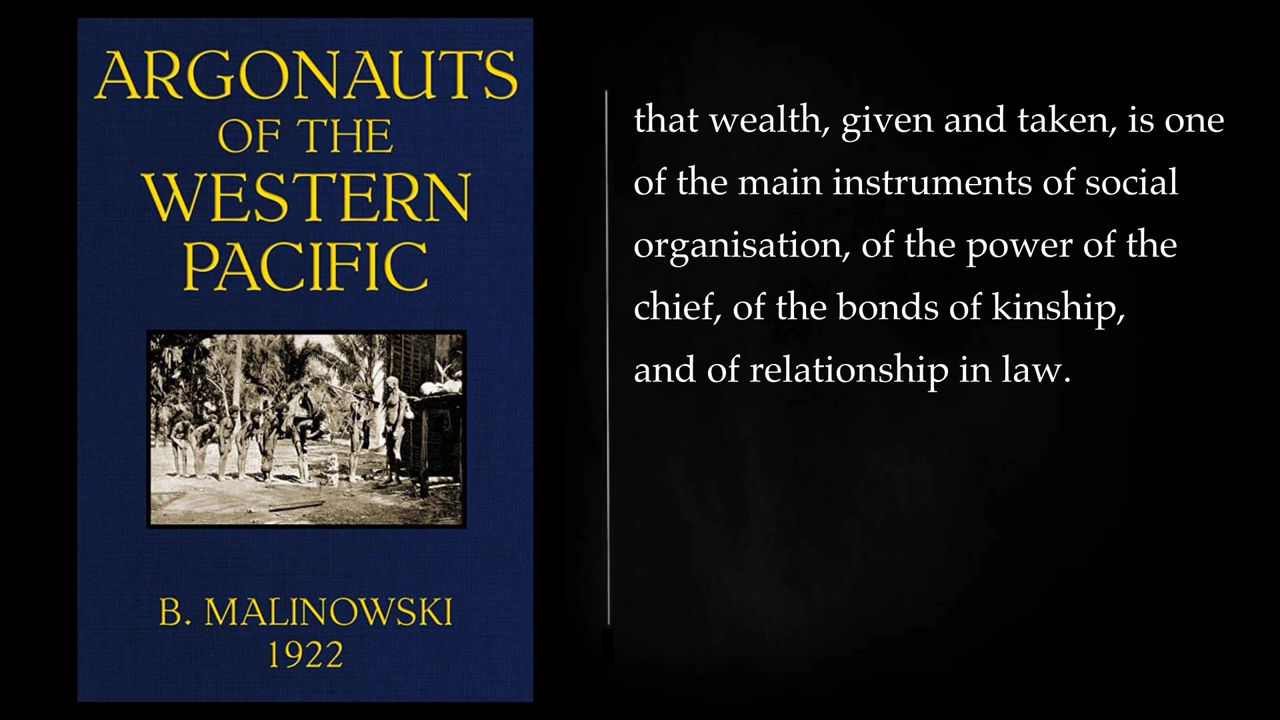 ARGONAUTS
OF THE
WESTERN
PACIFIC
B. MALINOWSKI
1922
that wealth, given and taken, is one
of the main instruments of social
organisation, of the power of the
chief, of the bonds of kinship,
and of relationship in law.